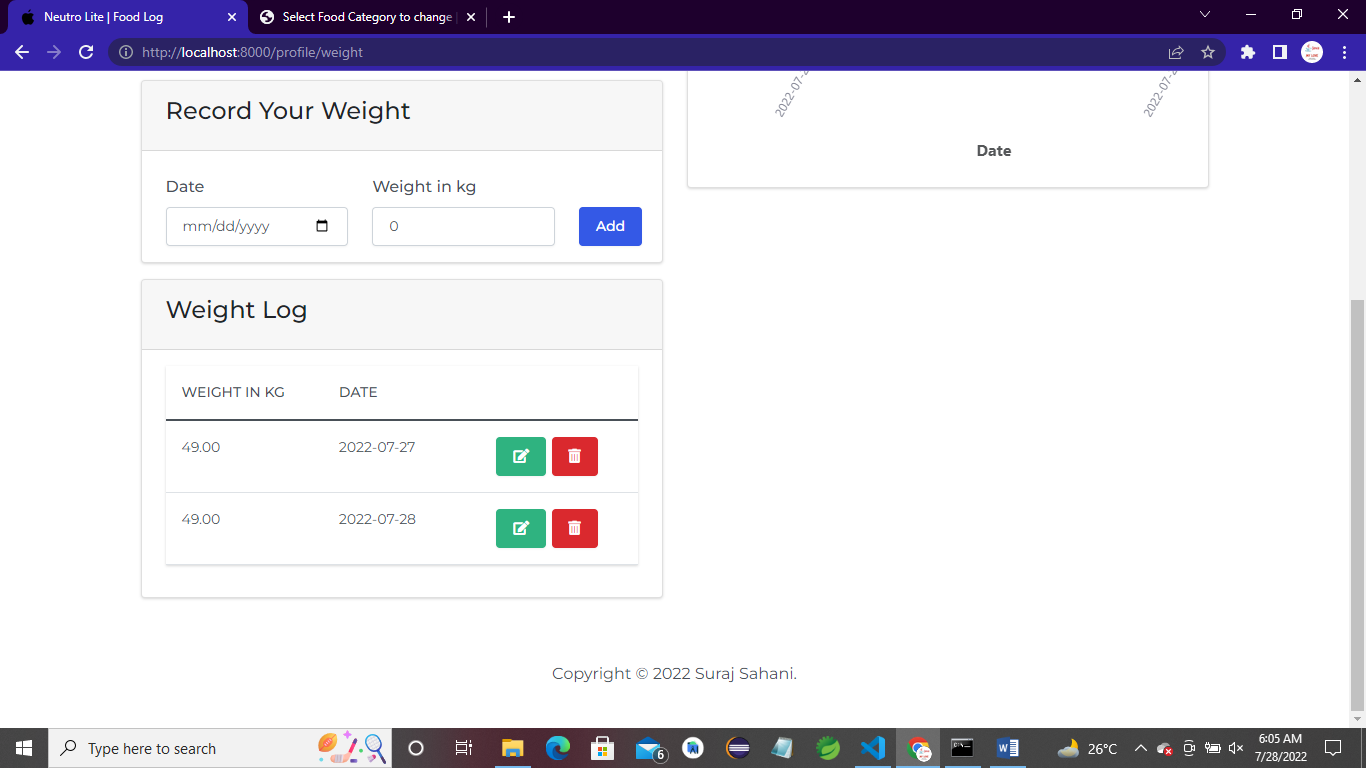 Neutro Lite | Food Log
Select Food Category to change
http://localhost:8000/profile/weight
Record Your Weight
Date
Weight in kg
mm/dd/yyyy
0
Add
Date
Weight Log
WEIGHT IN KG DATE
49.00 2022-07-27
49.00 2022-07-28
Copyright © 2022 Suraj Sahani.
Type here to search
6
26°C
6:05 AM
7/28/2022